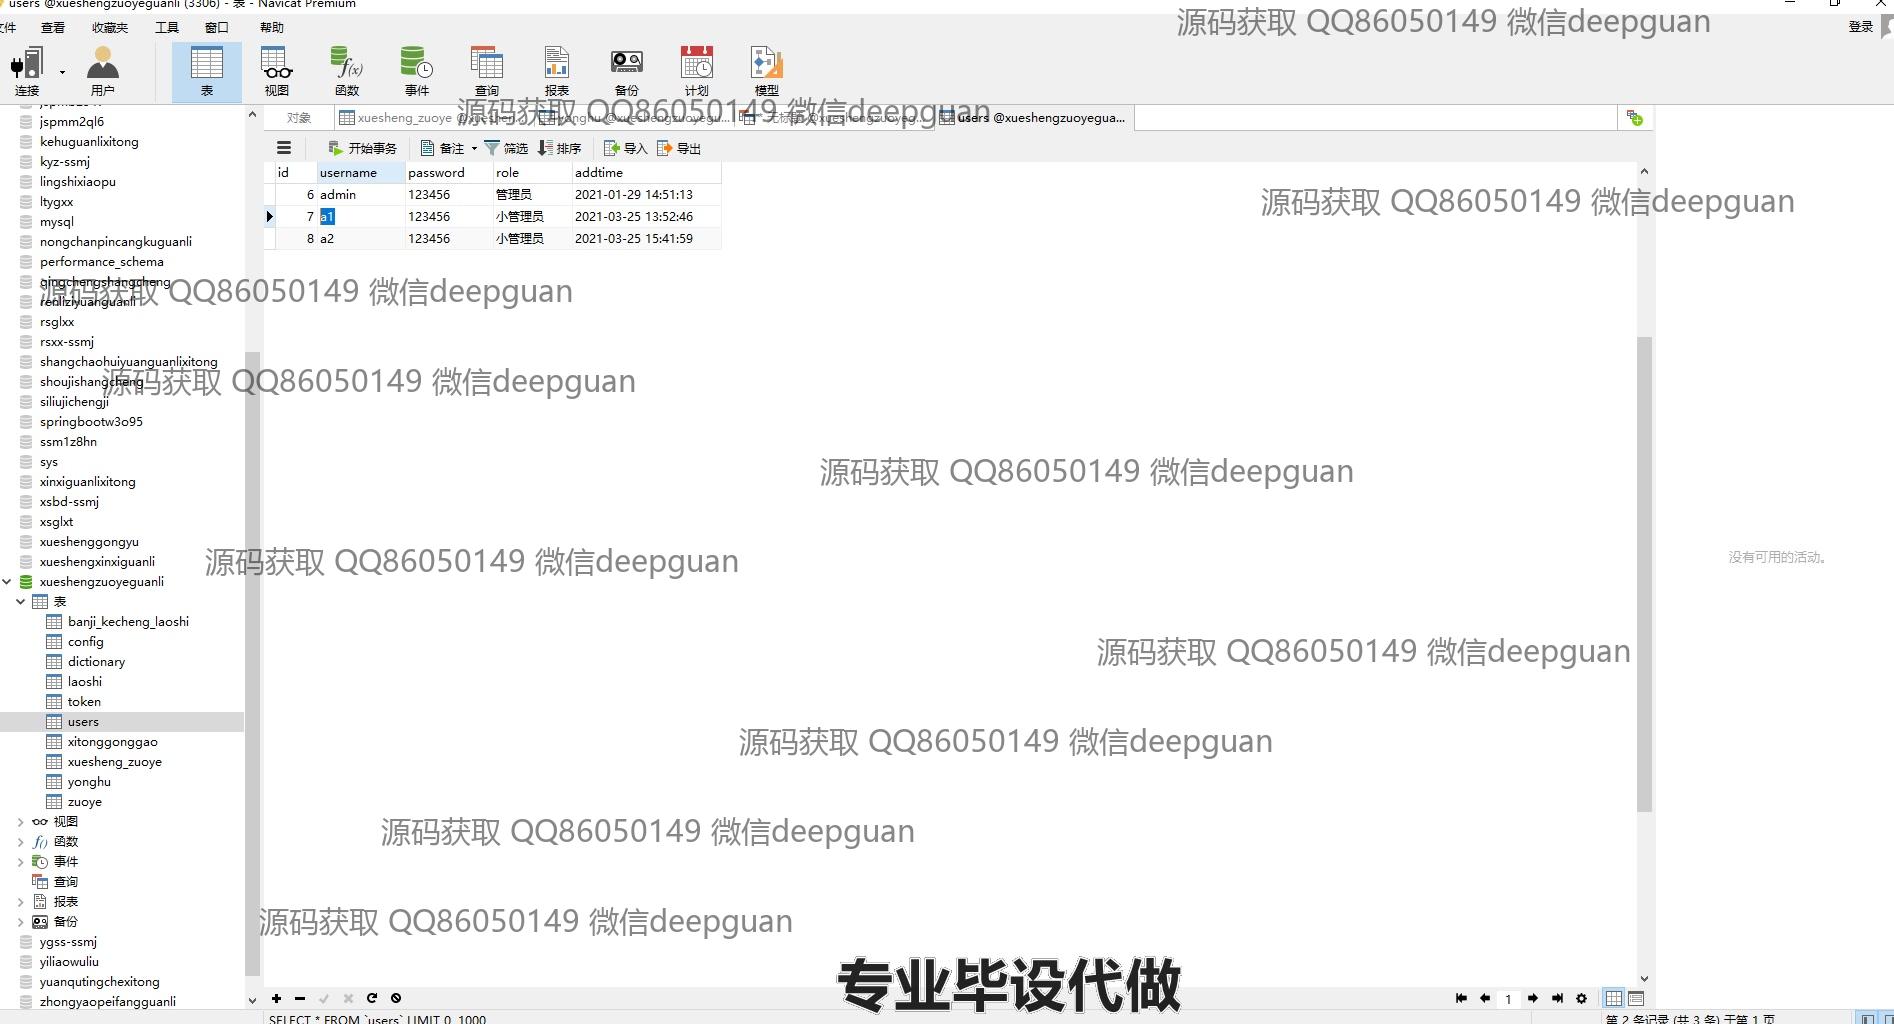 users @xueshengzuoyeguanli (3306) - 表 - Navicat Premium
文件 查看 收藏夹 工具 窗口 帮助
登录
连接 用户 表 视图 函数 事件 查询 报表 备份 计划 模型
源码获取 QQ86050149 微信deepguan
源码获取 QQ86050149 微信deepguan
对象 xuesheng_zuoye @xueshen... yonghu @xueshengzuoyegu... * 无标题 @xueshengzuoyeg... users @xueshengzuoyegua...
开始事务 备注 筛选 排序 导入 导出
id username password role addtime
6 admin 123456 管理员 2021-01-29 14:51:13
7 a1 123456 小管理员 2021-03-25 13:52:46
8 a2 123456 小管理员 2021-03-25 15:41:59
源码获取 QQ86050149 微信deepguan
jspmm2ql6
kehuguanlixitong
kyz-ssmj
lingshixiaopu
ltygxx
mysql
nongchanpincangkuguanli
performance_schema
qingchengshangcheng
源码获取 QQ86050149 微信deepguan
renliziyuanguanli
rsglxx
rsxx-ssmj
shangchaohuiyuanguanlixitong
shoujishangcheng
源码获取 QQ86050149 微信deepguan
siliujichengji
springbootw3o95
ssm1z8hn
sys
源码获取 QQ86050149 微信deepguan
xinxiguanlixitong
xsbd-ssmj
xsglxt
xueshenggongyu
xueshengxinxiguanli
源码获取 QQ86050149 微信deepguan
没有可用的活动。
xueshengzuoyeguanli
表
banji_kecheng_laoshi
config
源码获取 QQ86050149 微信deepguan
dictionary
laoshi
token
users
xitonggonggao
源码获取 QQ86050149 微信deepguan
xuesheng_zuoye
yonghu
zuoye
视图
函数
源码获取 QQ86050149 微信deepguan
事件
查询
报表
备份
源码获取 QQ86050149 微信deepguan
ygss-ssmj
yiliaowuliu
yuanqutingchexitong
zhongyaopeifangguanli
专业毕设代做
1
SELECT * FROM `users` LIMIT 0, 1000
第 2 条记录 (共 3 条) 于第 1 页